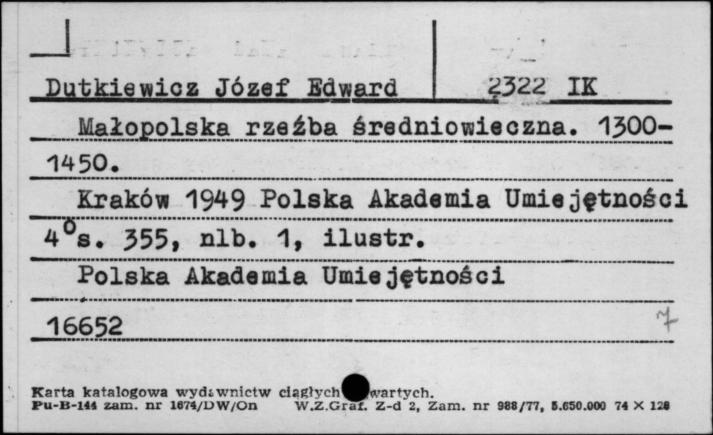 Dutkiewicz Józef Edward 2322 IK
Małopolska rzeźba średniowieczna. 1300-
1450.
Kraków 1949 Polska Akademia Umiejętności
4° s. 355, nlb. 1, ilustr.
Polska Akademia Umiejętności
16652 7
Karta katalogowa wydawnictw ciągłych wartych.
Pu-B-144 zam. nr 1674/DW/On W.Z.Graf. Z-d 2, Zam. nr 988/77, 5.650.000 74 X 128